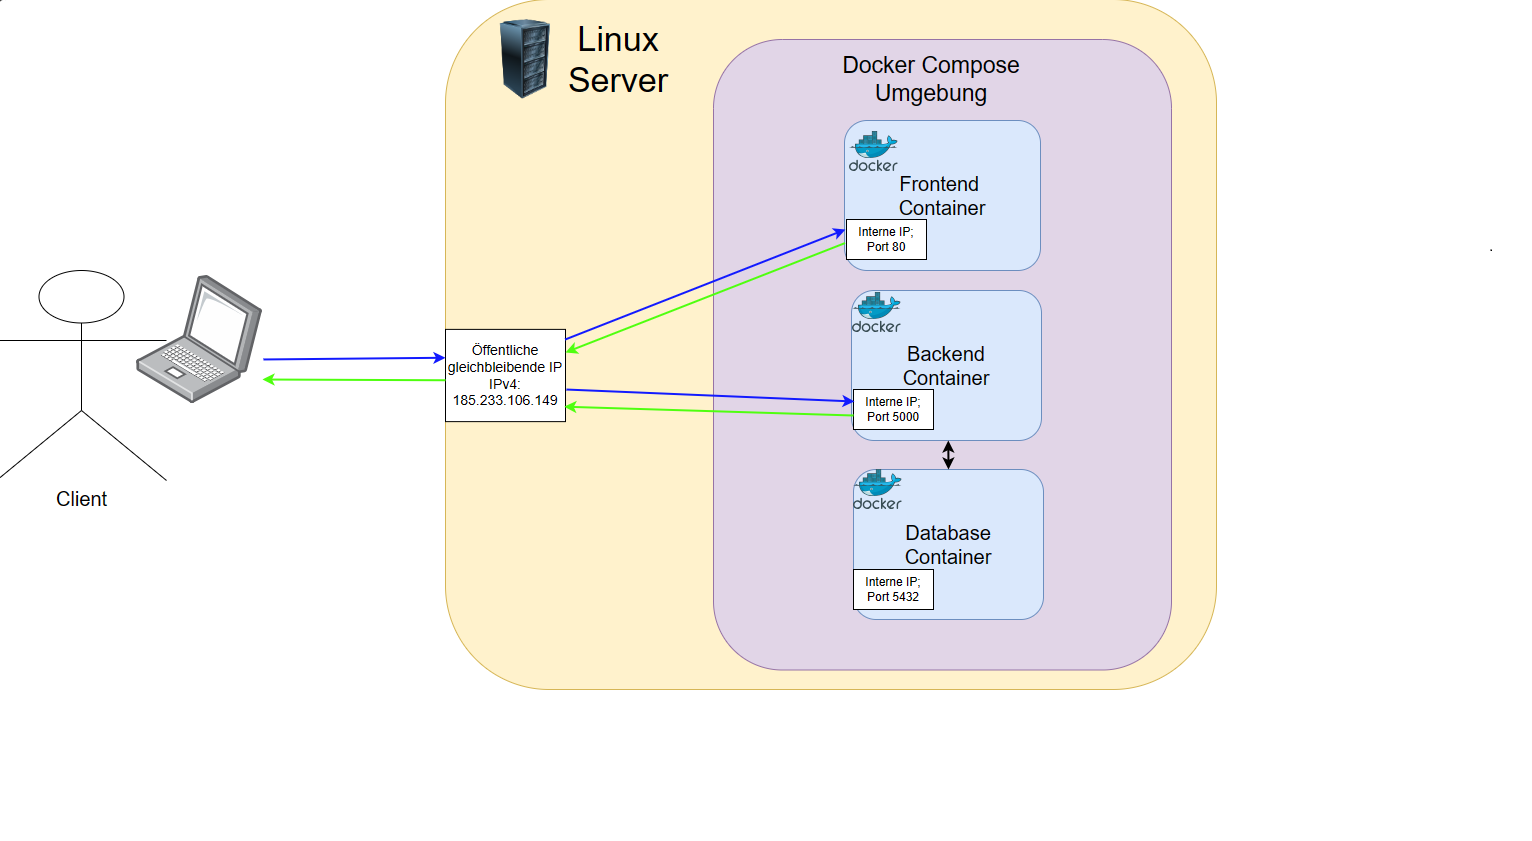 Linux
Server
Docker Compose
Umgebung
docker
Frontend
Container
Interne IP;
Port 80
docker
Backend
Container
Interne IP;
Port 5000
docker
Database
Container
Interne IP;
Port 5432
Öffentliche
gleichbleibende IP
IPv4:
185.233.106.149
Client